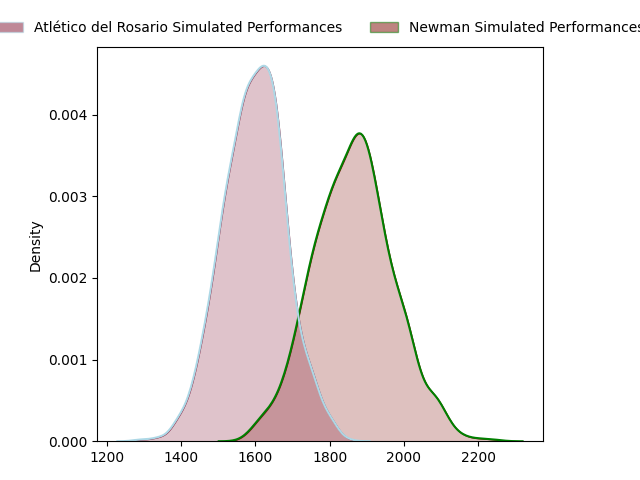 Atlético del Rosario Simulated Performances Newman Simulated Performances
Density
0.004
0.003
0.002
0.001
0.000
1200 1400 1600 1800 2000 2200